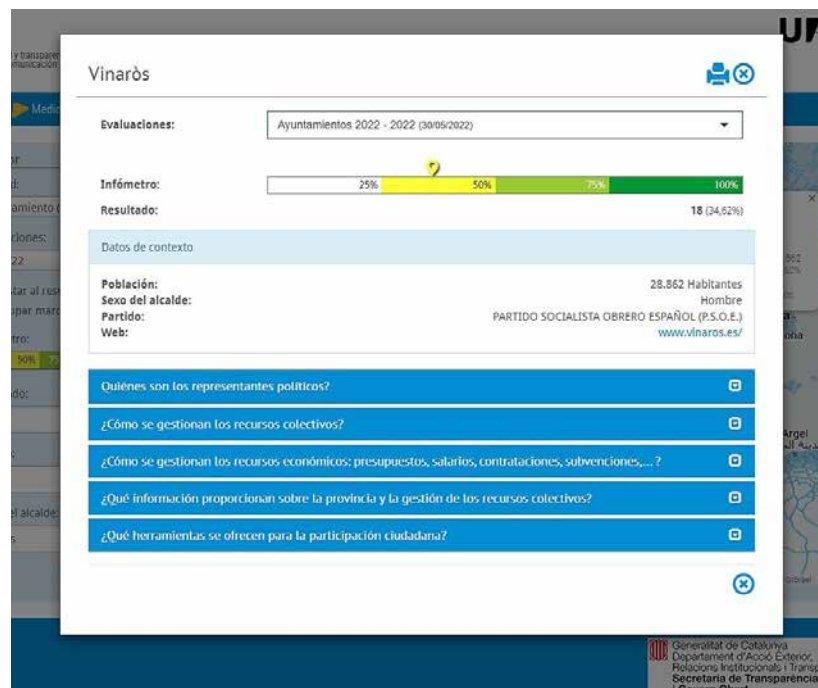 Vinaròs
Evaluaciones:
Ayuntamientos 2022 - 2022 (30/05/2022)
Infómetro:
25%
50%
75%
100%
Resultado:
18 (34,62%)
Datos de contexto
Población:
28.862 Habitantes
Sexo del alcalde:
Hombre
Partido:
PARTIDO SOCIALISTA OBRERO ESPAÑOL (P.S.O.E.)
Web:
www.vinaros.es/
Quiénes son los representantes políticos?
¿Cómo se gestionan los recursos colectivos?
¿Cómo se gestionan los recursos económicos: presupuestos, salarios, contrataciones, subvenciones,...?
¿Qué información proporcionan sobre la provincia y la gestión de los recursos colectivos?
¿Qué herramientas se ofrecen para la participación ciudadana?
Generalitat de Catalunya
Departament d'Acció Exterior,
Relacions Institucionals i
Secretaria de Transparència